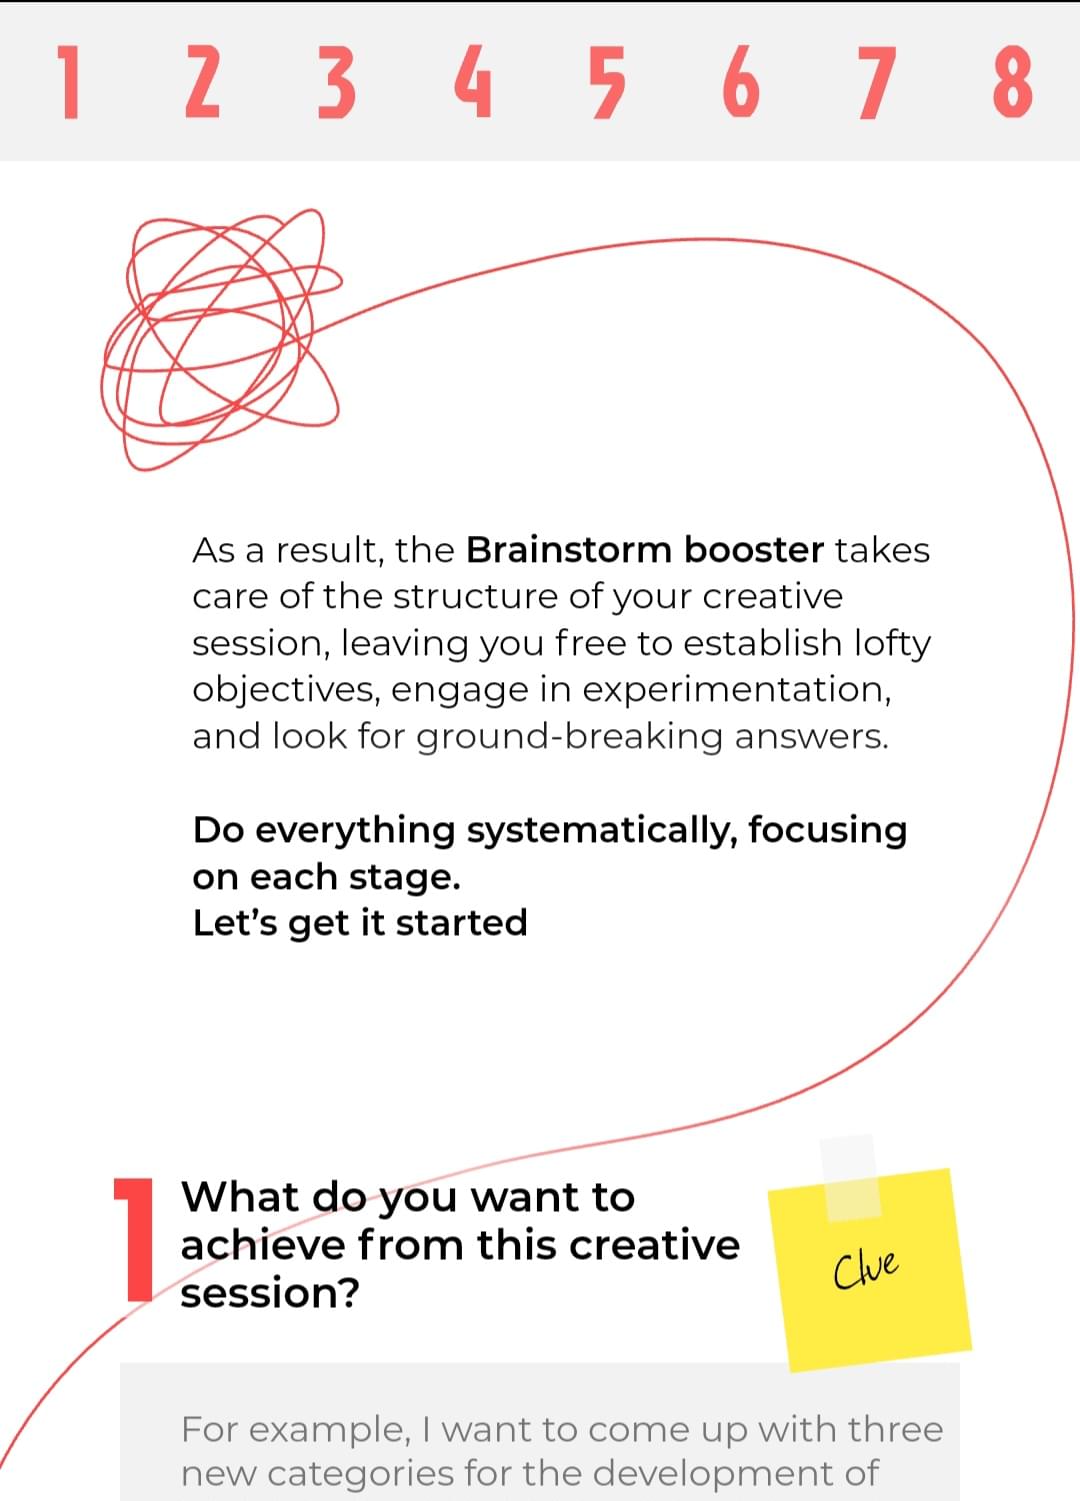 1 2 3 4 5 6 7 8
As a result, the Brainstorm booster takes
care of the structure of your creative
session, leaving you free to establish lofty
objectives, engage in experimentation,
and look for ground-breaking answers.
Do everything systematically, focusing
on each stage.
Let’s get it started
1
What do you want to
achieve from this creative
session?
Clue
For example, I want to come up with three
new categories for the development of